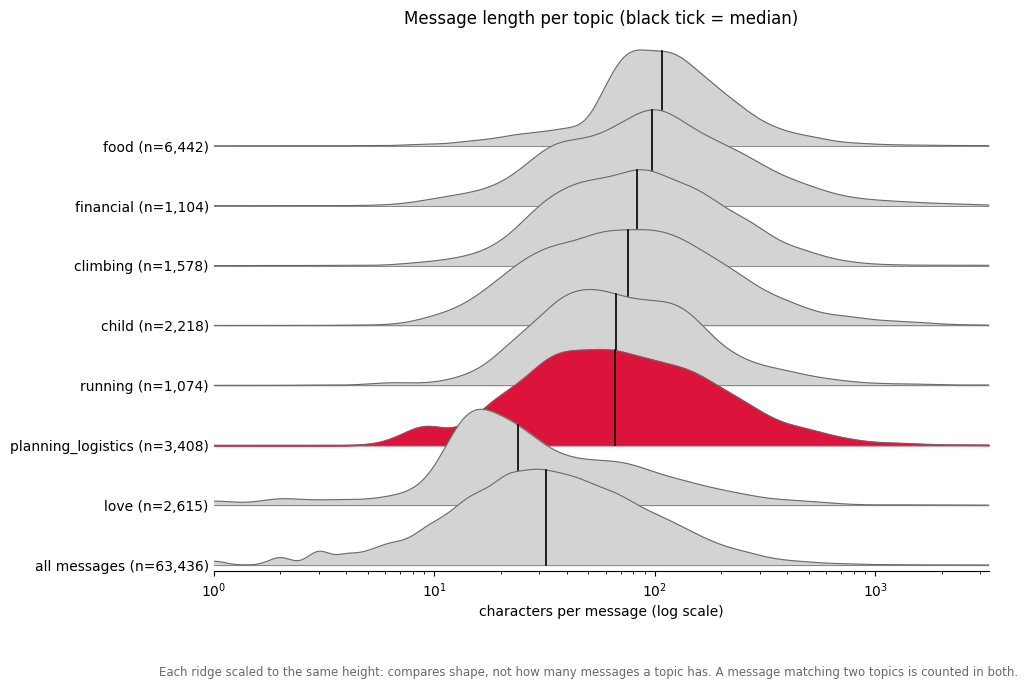 Message length per topic (black tick = median)
food (n=6,442)
financial (n=1,104)
climbing (n=1,578)
child (n=2,218)
running (n=1,074)
planning_logistics (n=3,408)
love (n=2,615)
all messages (n=63,436)
10⁰ 10¹ 10² 10³
characters per message (log scale)
Each ridge scaled to the same height: compares shape, not how many messages a topic has. A message matching two topics is counted in both.